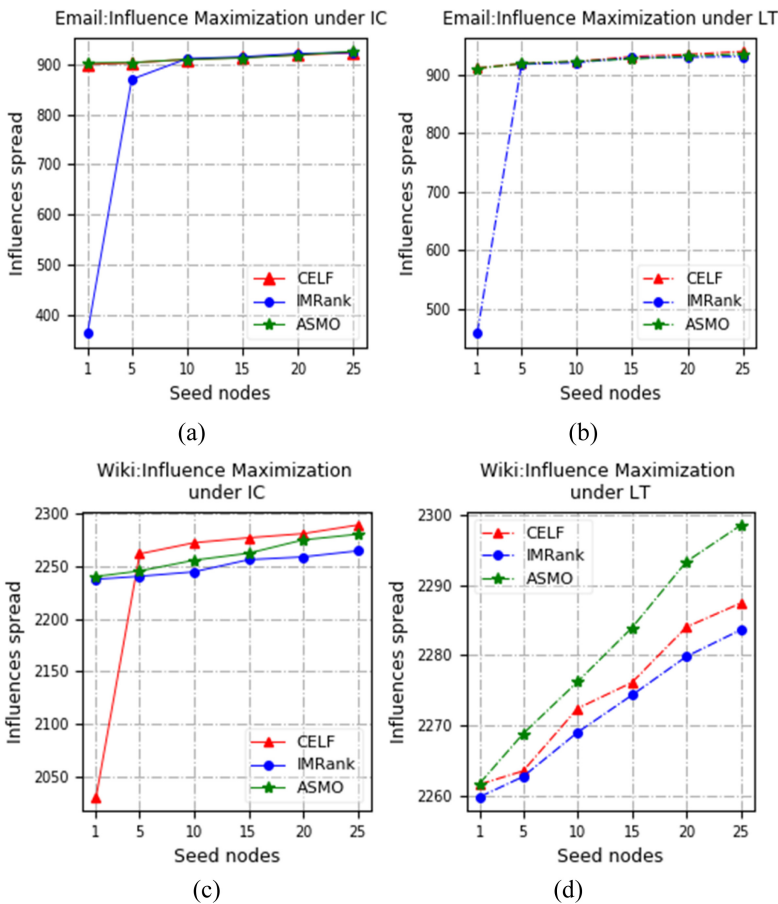 Email:Influence Maximization under IC
900
800
700
600
500
400
Influences spread
CELF
IMRank
ASMO
1 5 10 15 20 25
Seed nodes
(a)
Email:Influence Maximization under LT
900
800
700
600
500
Influences spread
CELF
IMRank
ASMO
1 5 10 15 20 25
Seed nodes
(b)
Wiki:Influence Maximization
under IC
2300
2250
2200
2150
2100
2050
Influences spread
CELF
IMRank
ASMO
1 5 10 15 20 25
Seed nodes
(c)
Wiki:Influence Maximization
under LT
2300
2290
2280
2270
2260
Influences spread
CELF
IMRank
ASMO
1 5 10 15 20 25
Seed nodes
(d)